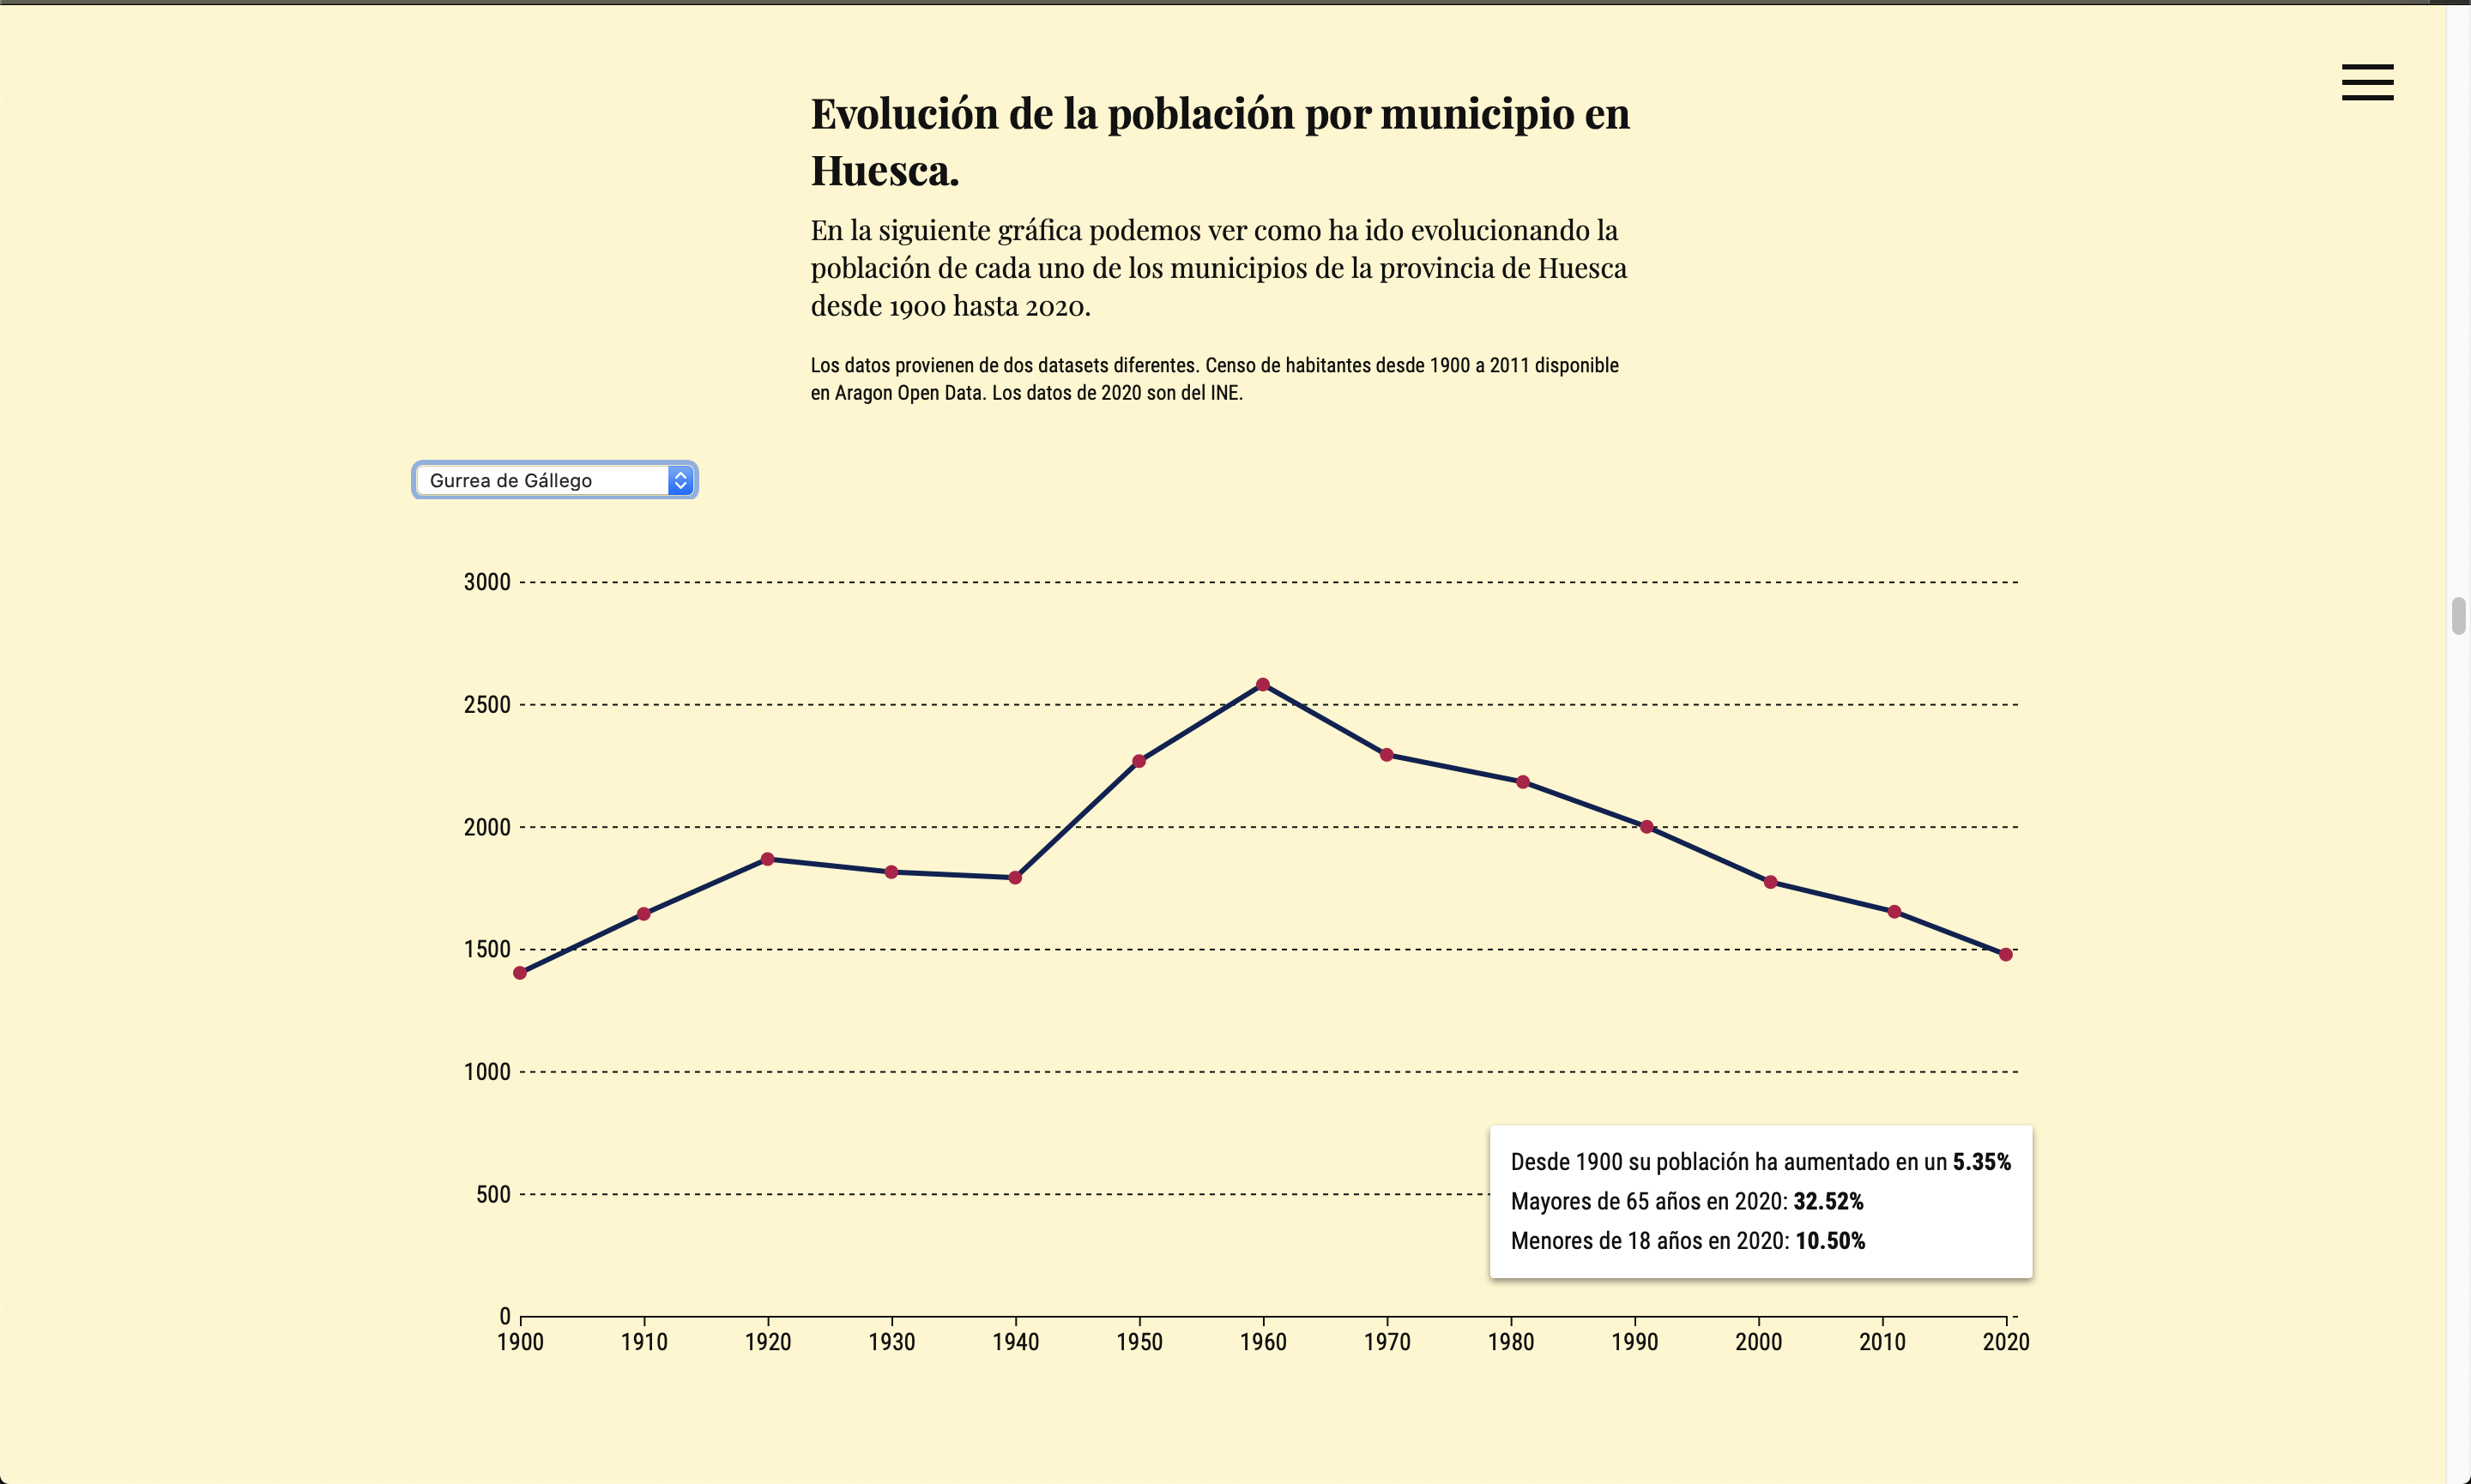 Evolución de la población por municipio en
Huesca.
En la siguiente gráfica podemos ver como ha ido evolucionando la
población de cada uno de los municipios de la provincia de Huesca
desde 1900 hasta 2020.
Los datos provienen de dos datasets diferentes. Censo de habitantes desde 1900 a 2011 disponible
en Aragon Open Data. Los datos de 2020 son del INE.
Gurrea de Gállego
3000
2500
2000
1500
1000
500
0
Desde 1900 su población ha aumentado en un 5.35%
Mayores de 65 años en 2020: 32.52%
Menores de 18 años en 2020: 10.50%
1900 1910 1920 1930 1940 1950 1960 1970 1980 1990 2000 2010 2020